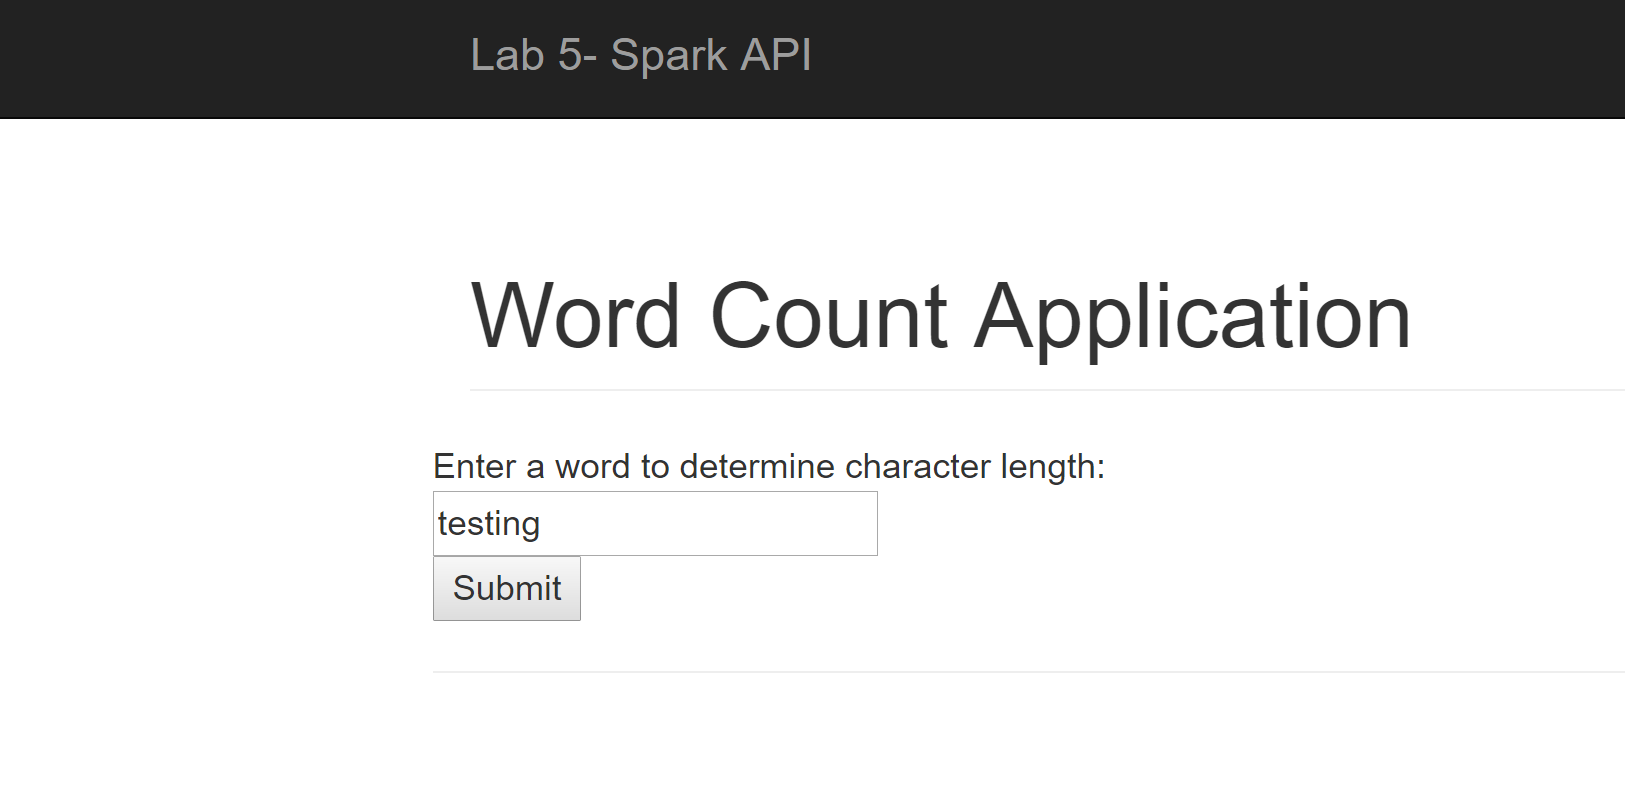 Lab 5- Spark API
Word Count Application
Enter a word to determine character length:
testing
Submit